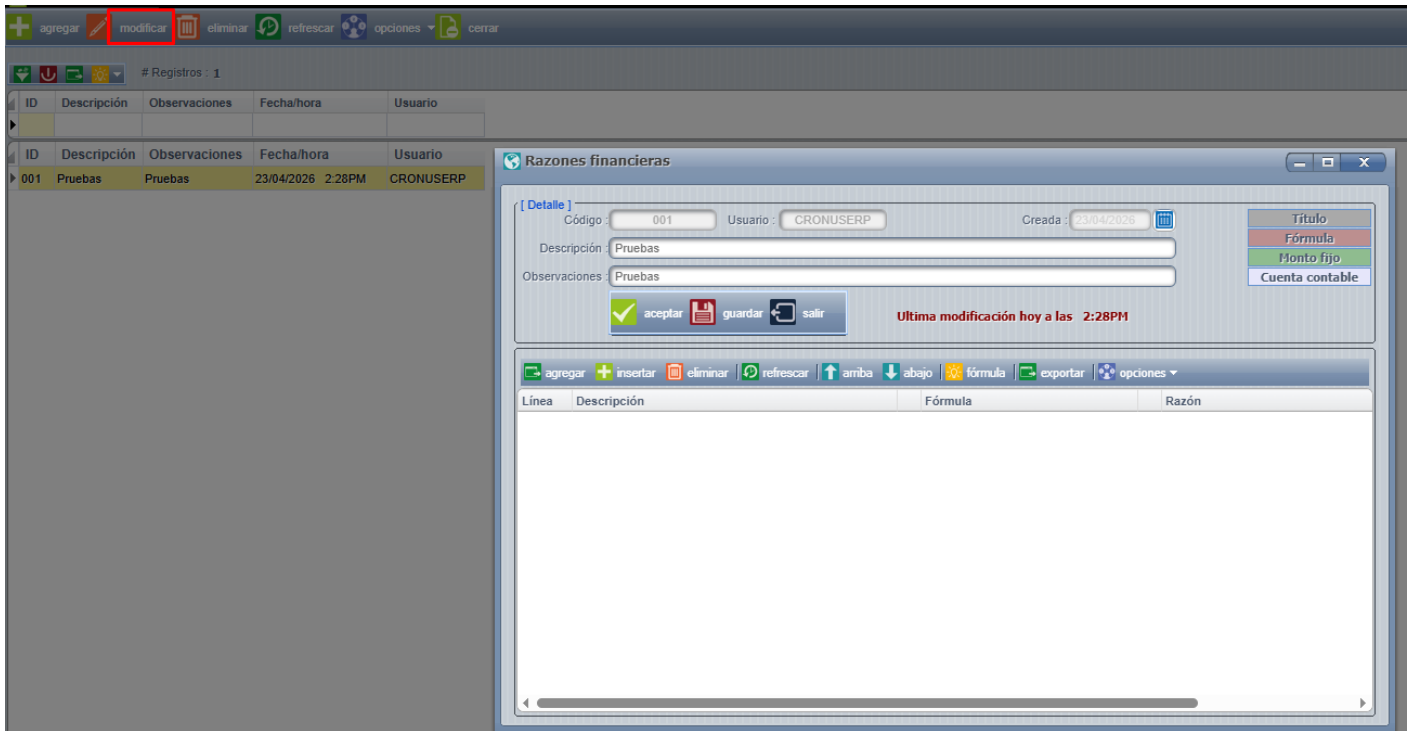 agregar modificar eliminar refrescar opciones cerrar
# Registros : 1
ID Descripción Observaciones Fecha/hora Usuario
ID Descripción Observaciones Fecha/hora Usuario
001 Pruebas Pruebas 23/04/2026 2:28PM CRONUSERP
Razones financieras
[ Detalle ]
Código : 001 Usuario : CRONUSERP Creada : 23/04/2026
Descripción : Pruebas
Observaciones : Pruebas
Título
Fórmula
Monto fijo
Cuenta contable
aceptar guardar salir
Ultima modificación hoy a las 2:28PM
agregar insertar eliminar refrescar arriba abajo fórmula exportar opciones
Línea Descripción Fórmula Razón